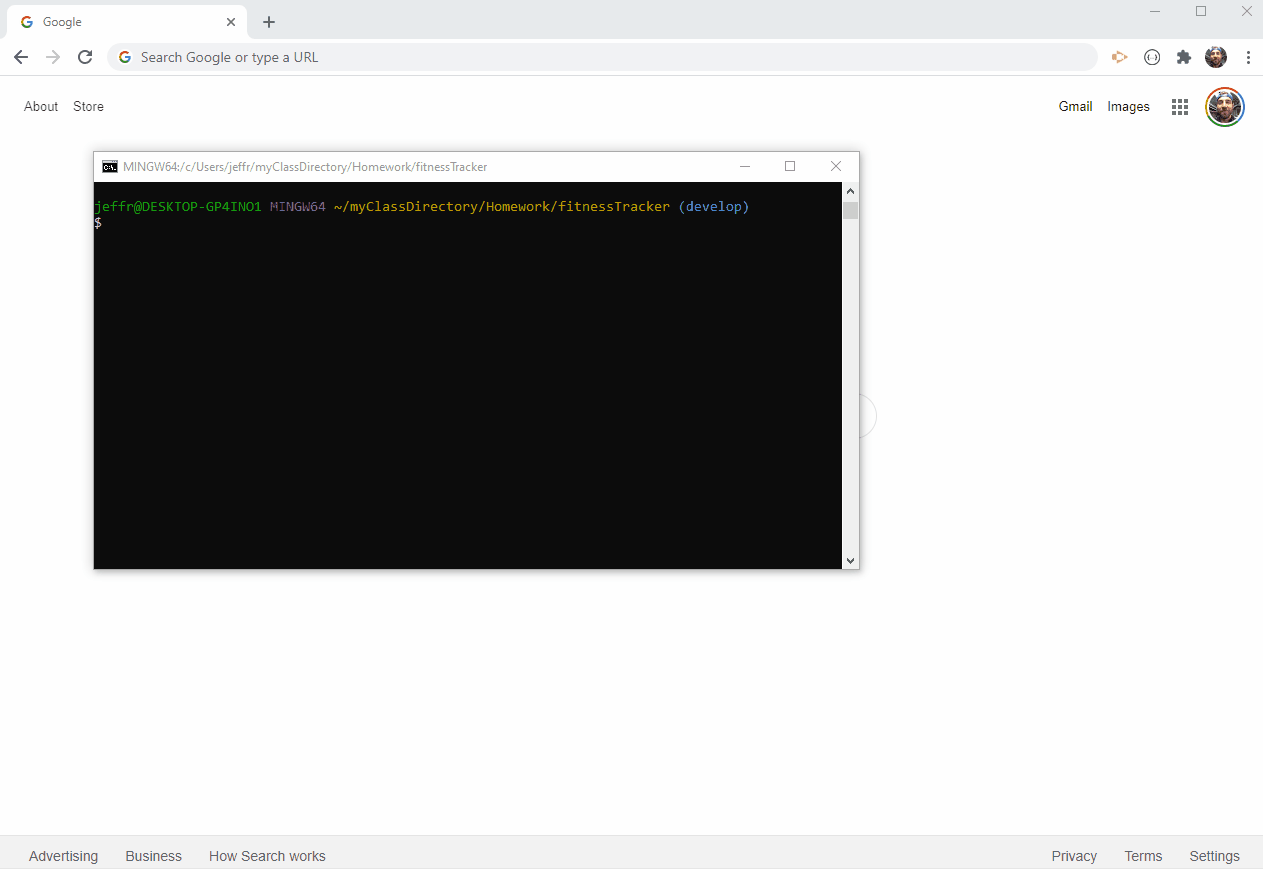 Google
Search Google or type a URL
About Store Gmail Images
MINGW64:/c/Users/jeffr/myClassDirectory/Homework/fitnessTracker
jeffr@DESKTOP-GP4INO1 MINGW64 ~/myClassDirectory/Homework/fitnessTracker (develop)
$
Advertising Business How Search works Privacy Terms Settings